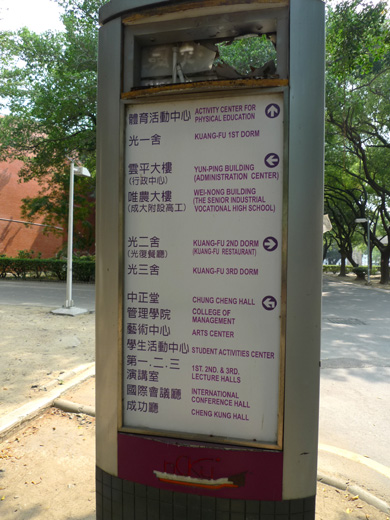 體育活動中心 ACTIVITY CENTER FOR PHYSICAL EDUCATION
光一舍 KUANG-FU 1ST DORM
雲平大樓 YUN-PING BUILDING
(行政中心) (ADMINISTRATION CENTER)
唯農大樓 WEI-NONG BUILDING
(成大附設高工) (THE SENIOR INDUSTRIAL VOCATIONAL HIGH SCHOOL)
光二舍 KUANG-FU 2ND DORM
(光復餐廳) (KUANG-FU RESTAURANT)
光三舍 KUANG-FU 3RD DORM
中正堂 CHUNG CHENG HALL
管理學院 COLLEGE OF MANAGEMENT
藝術中心 ARTS CENTER
學生活動中心 STUDENT ACTIVITIES CENTER
第一.二.三 1ST, 2ND. & 3RD.
演講室 LECTURE HALLS
國際會議廳 INTERNATIONAL CONFERENCE HALL
成功廳 CHENG KUNG HALL